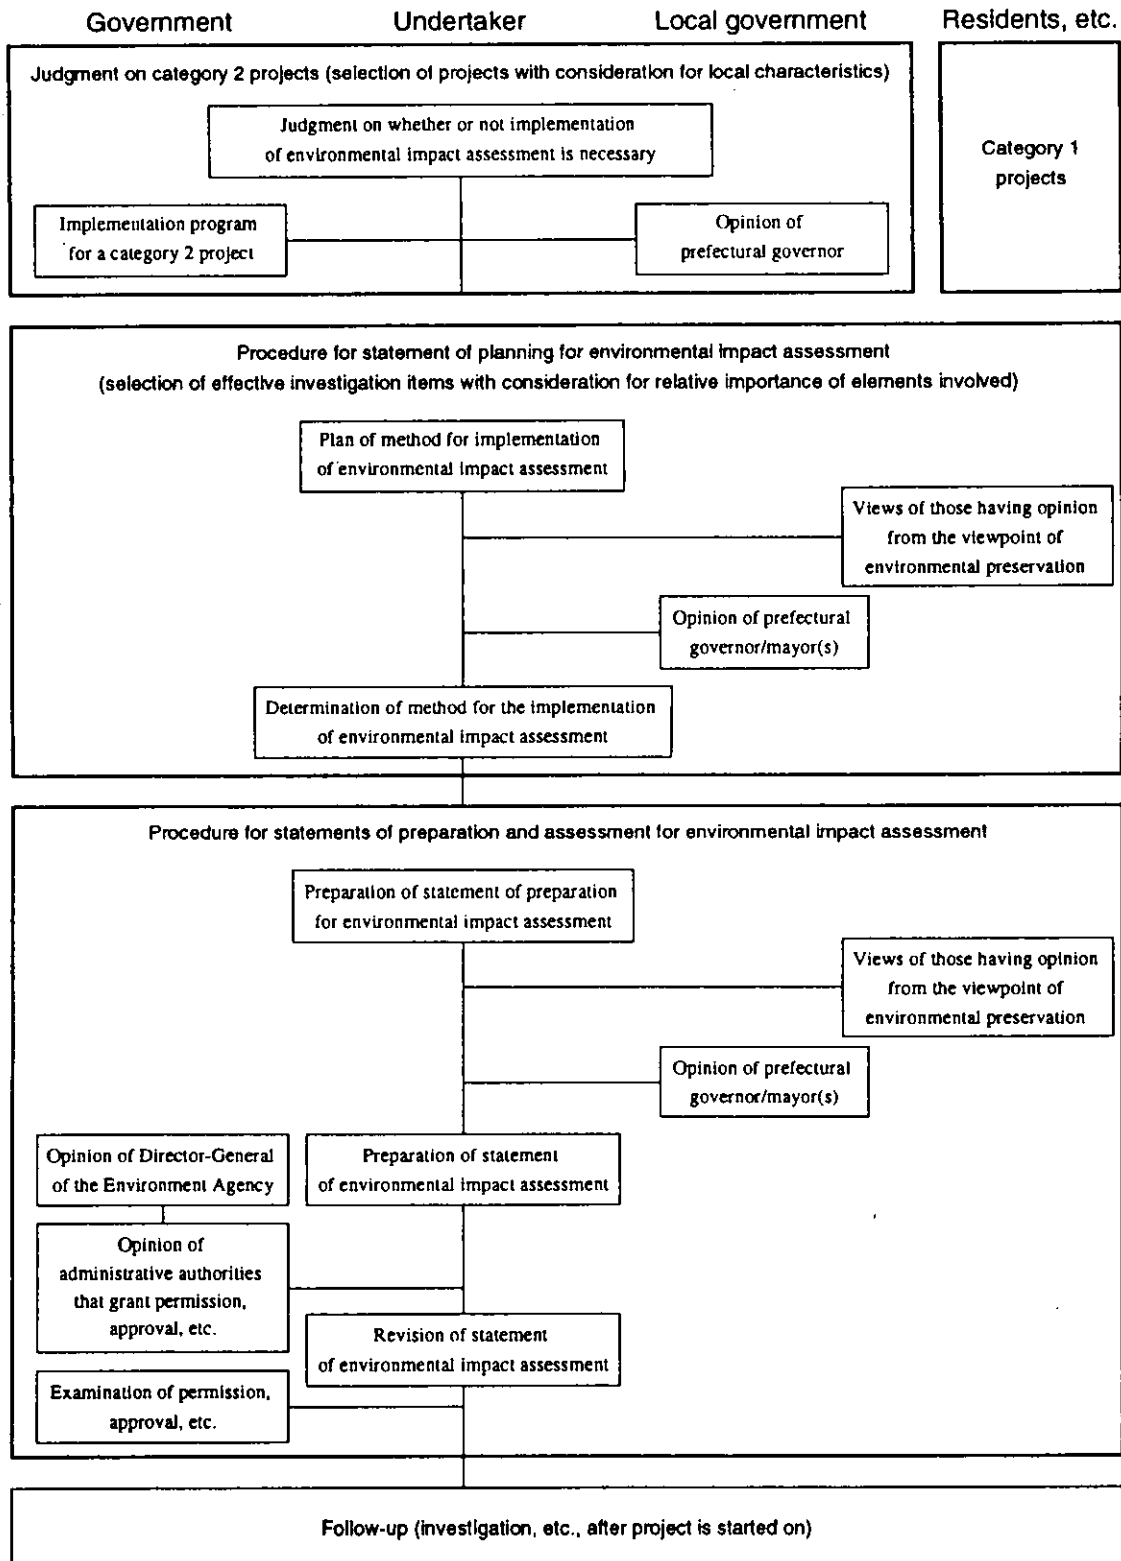 Government
Undertaker
Local government
Residents, etc.
Judgment on category 2 projects (selection of projects with consideration for local characteristics)
Judgment on whether or not implementation
of environmental impact assessment is necessary
Category 1
projects
Implementation program
for a category 2 project
Opinion of
prefectural governor
Procedure for statement of planning for environmental impact assessment
(selection of effective investigation items with consideration for relative importance of elements involved)
Plan of method for implementation
of environmental impact assessment
Views of those having opinion
from the viewpoint of
environmental preservation
Opinion of prefectural
governor/mayor(s)
Determination of method for the implementation
of environmental impact assessment
Procedure for statements of preparation and assessment for environmental impact assessment
Preparation of statement of preparation
for environmental impact assessment
Views of those having opinion
from the viewpoint of
environmental preservation
Opinion of prefectural
governor/mayor(s)
Opinion of Director-General
of the Environment Agency
Preparation of statement
of environmental impact assessment
Opinion of
administrative authorities
that grant permission,
approval, etc.
Revision of statement
of environmental impact assessment
Examination of permission,
approval, etc.
Follow-up (investigation, etc., after project is started on)